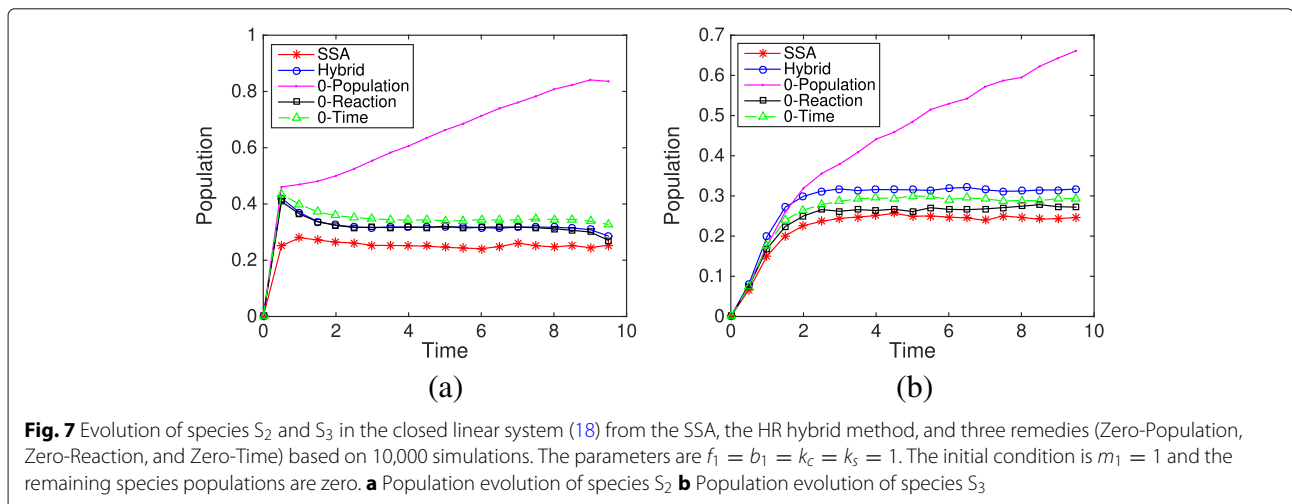 1
0.8
0.6
0.4
0.2
0
Population
SSA
Hybrid
0-Population
0-Reaction
0-Time
0 2 4 6 8 10
Time
(a)
0.7
0.6
0.5
0.4
0.3
0.2
0.1
0
Population
SSA
Hybrid
0-Population
0-Reaction
0-Time
0 2 4 6 8 10
Time
(b)
Fig. 7 Evolution of species S₂ and S₃ in the closed linear system (18) from the SSA, the HR hybrid method, and three remedies (Zero-Population,
Zero-Reaction, and Zero-Time) based on 10,000 simulations. The parameters are f₁ = b₁ = k_c = k_s = 1. The initial condition is m₁ = 1 and the
remaining species populations are zero. a Population evolution of species S₂ b Population evolution of species S₃